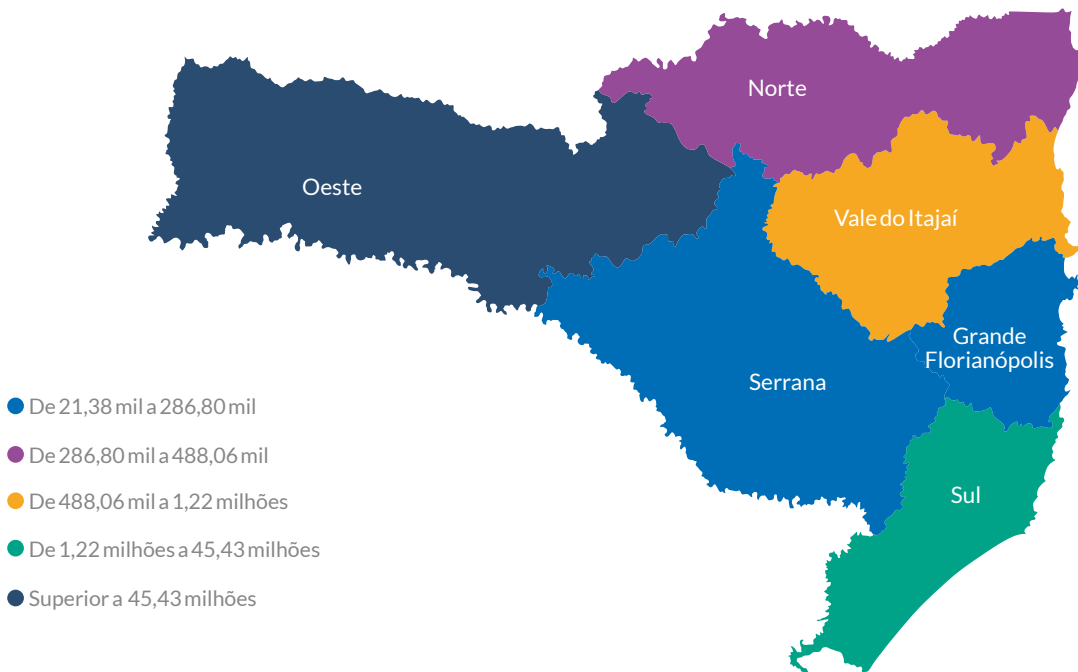 Norte
Oeste
Vale do Itajaí
Grande
Florianópolis
Serrana
Sul
De 21,38 mil a 286,80 mil
De 286,80 mil a 488,06 mil
De 488,06 mil a 1,22 milhões
De 1,22 milhões a 45,43 milhões
Superior a 45,43 milhões